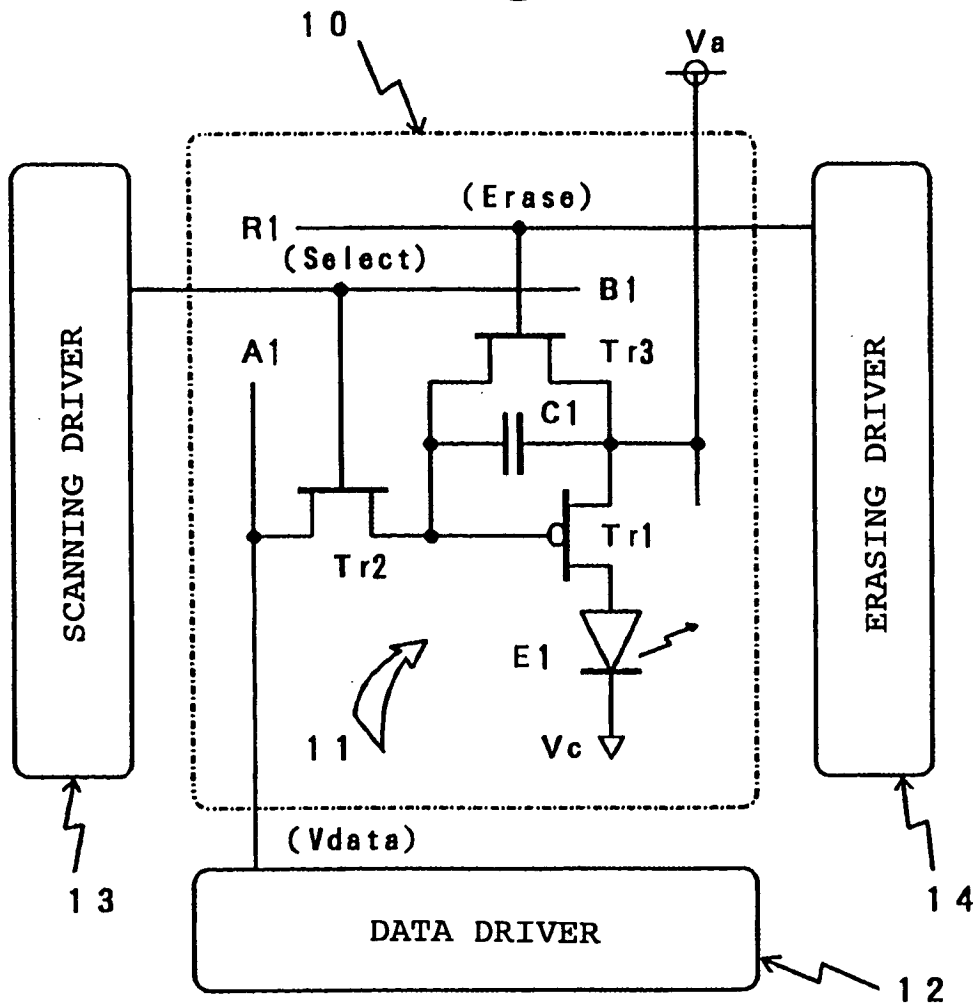 10
Va
(Erase)
R1
(Select)
B1
A1
Tr3
C1
SCANNING DRIVER
ERASING DRIVER
Tr2
Tr1
E1
11
Vc
(Vdata)
13
14
DATA DRIVER
12